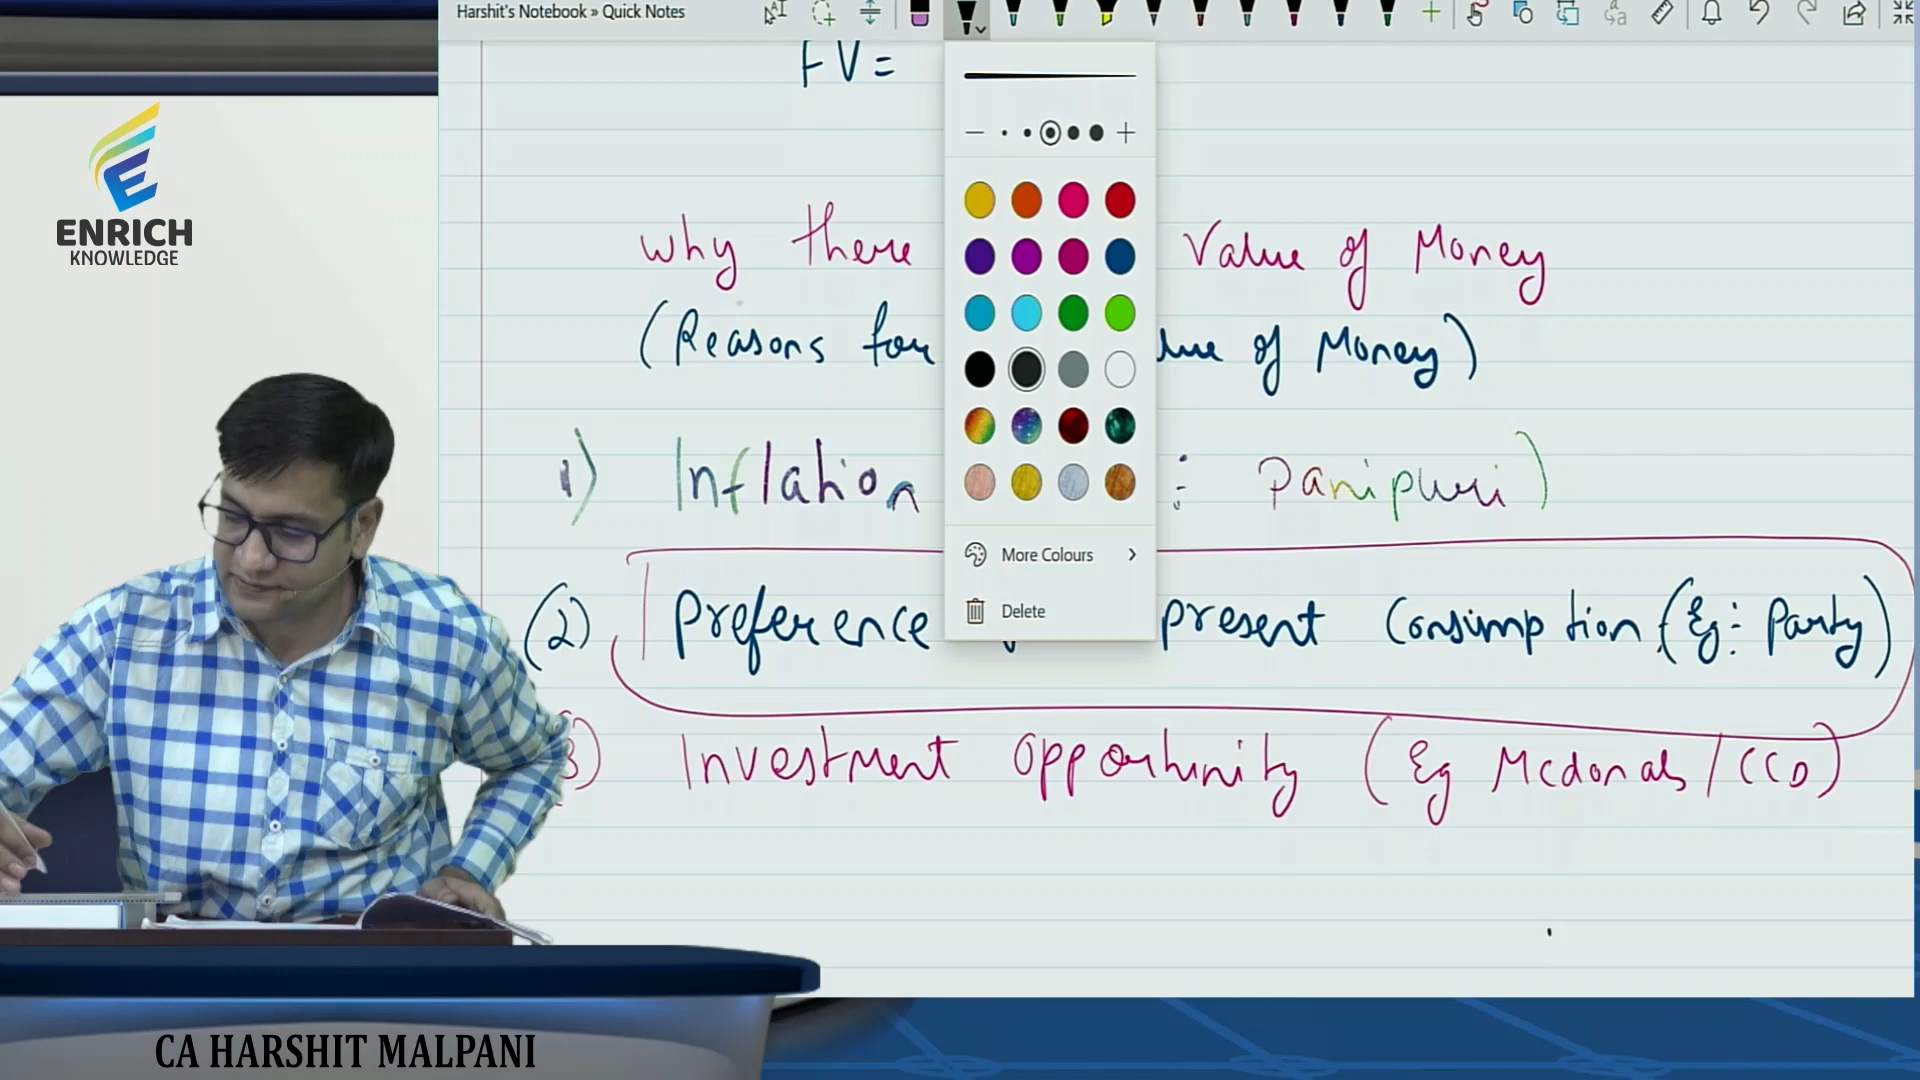 Harshit's Notebook » Quick Notes
FV=
ENRICH
KNOWLEDGE
Why there Value of Money
(Reasons for lue of Money)
1) Inflation : Panipuri)
(2) Preference present Consimption (Eg: Party)
3) Investment Opportunity (Eg Mcdonals / CCD)
More Colours
Delete
CA HARSHIT MALPANI